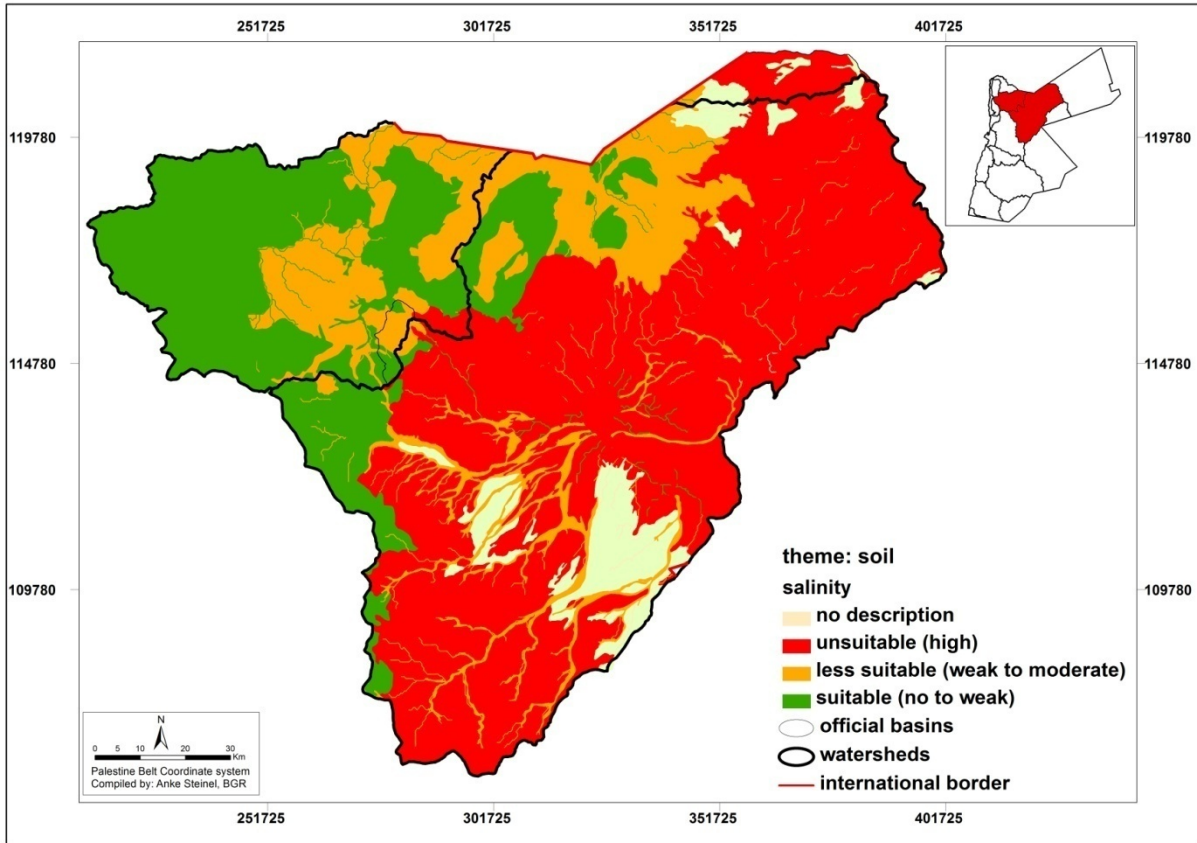 251725 301725 351725 401725
119780 119780
114780 114780
109780 109780
theme: soil
salinity
no description
unsuitable (high)
less suitable (weak to moderate)
suitable (no to weak)
official basins
watersheds
international border
N
0 5 10 20 30
Km
Palestine Belt Coordinate system
Compiled by: Anke Steinel, BGR
251725 301725 351725 401725